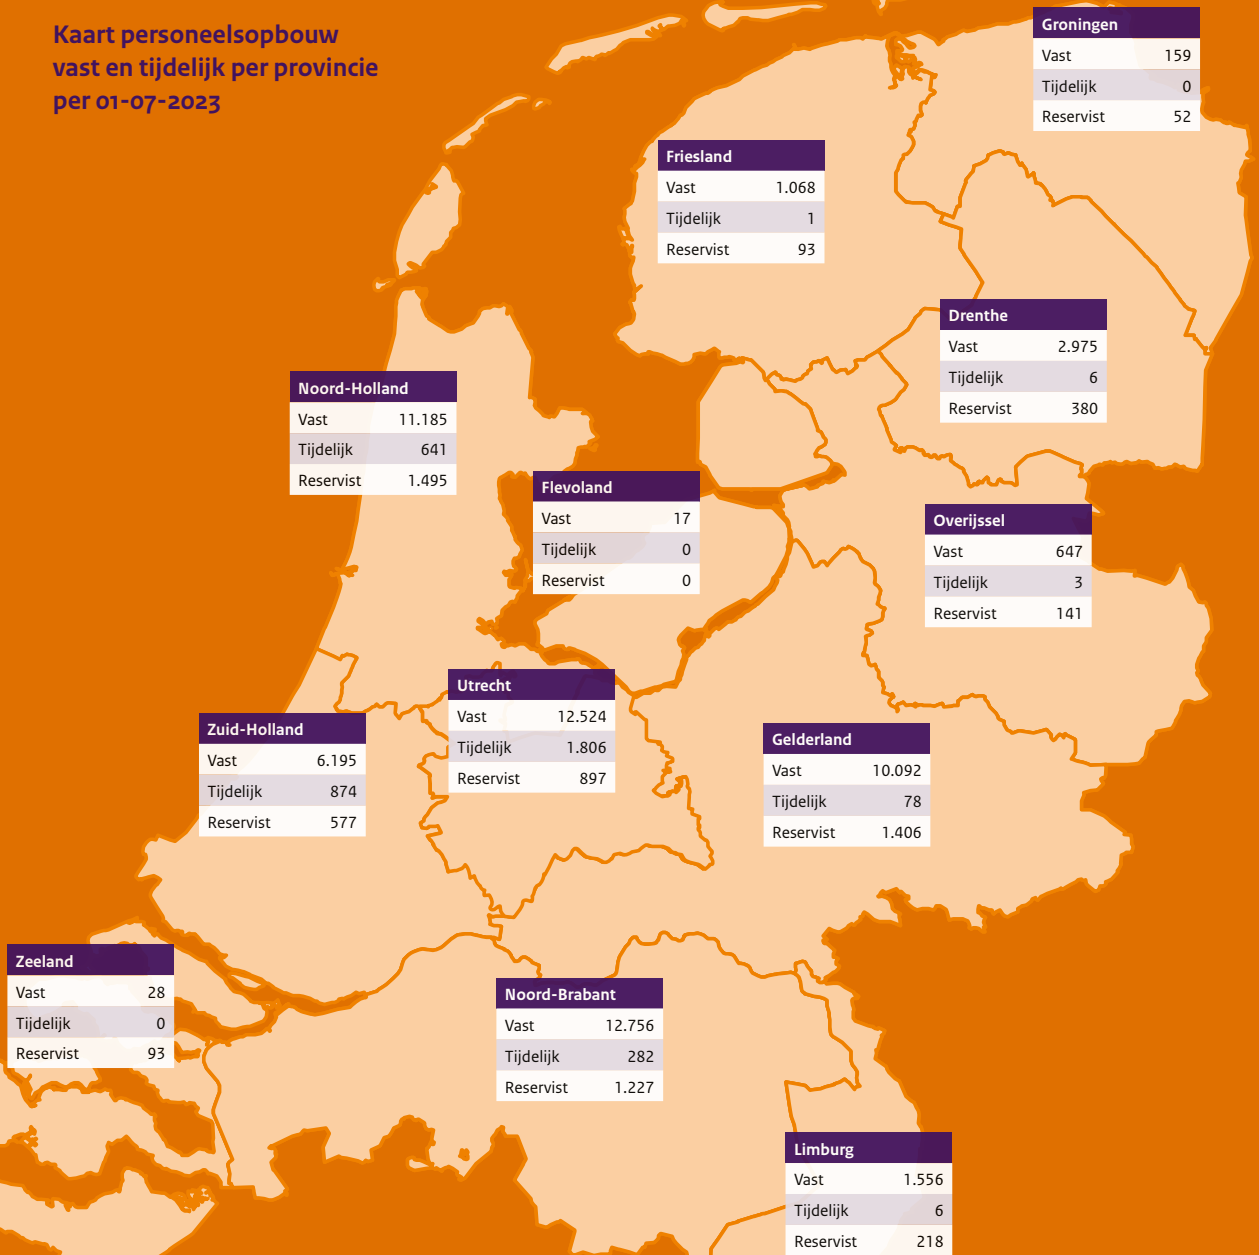 Kaart personeelsopbouw
vast en tijdelijk per provincie
per 01-07-2023
Groningen
Vast 159
Tijdelijk 0
Reservist 52
Friesland
Vast 1.068
Tijdelijk 1
Reservist 93
Drenthe
Vast 2.975
Tijdelijk 6
Reservist 380
Noord-Holland
Vast 11.185
Tijdelijk 641
Reservist 1.495
Flevoland
Vast 17
Tijdelijk 0
Reservist 0
Overijssel
Vast 647
Tijdelijk 3
Reservist 141
Utrecht
Vast 12.524
Tijdelijk 1.806
Reservist 897
Zuid-Holland
Vast 6.195
Tijdelijk 874
Reservist 577
Gelderland
Vast 10.092
Tijdelijk 78
Reservist 1.406
Zeeland
Vast 28
Tijdelijk 0
Reservist 93
Noord-Brabant
Vast 12.756
Tijdelijk 282
Reservist 1.227
Limburg
Vast 1.556
Tijdelijk 6
Reservist 218